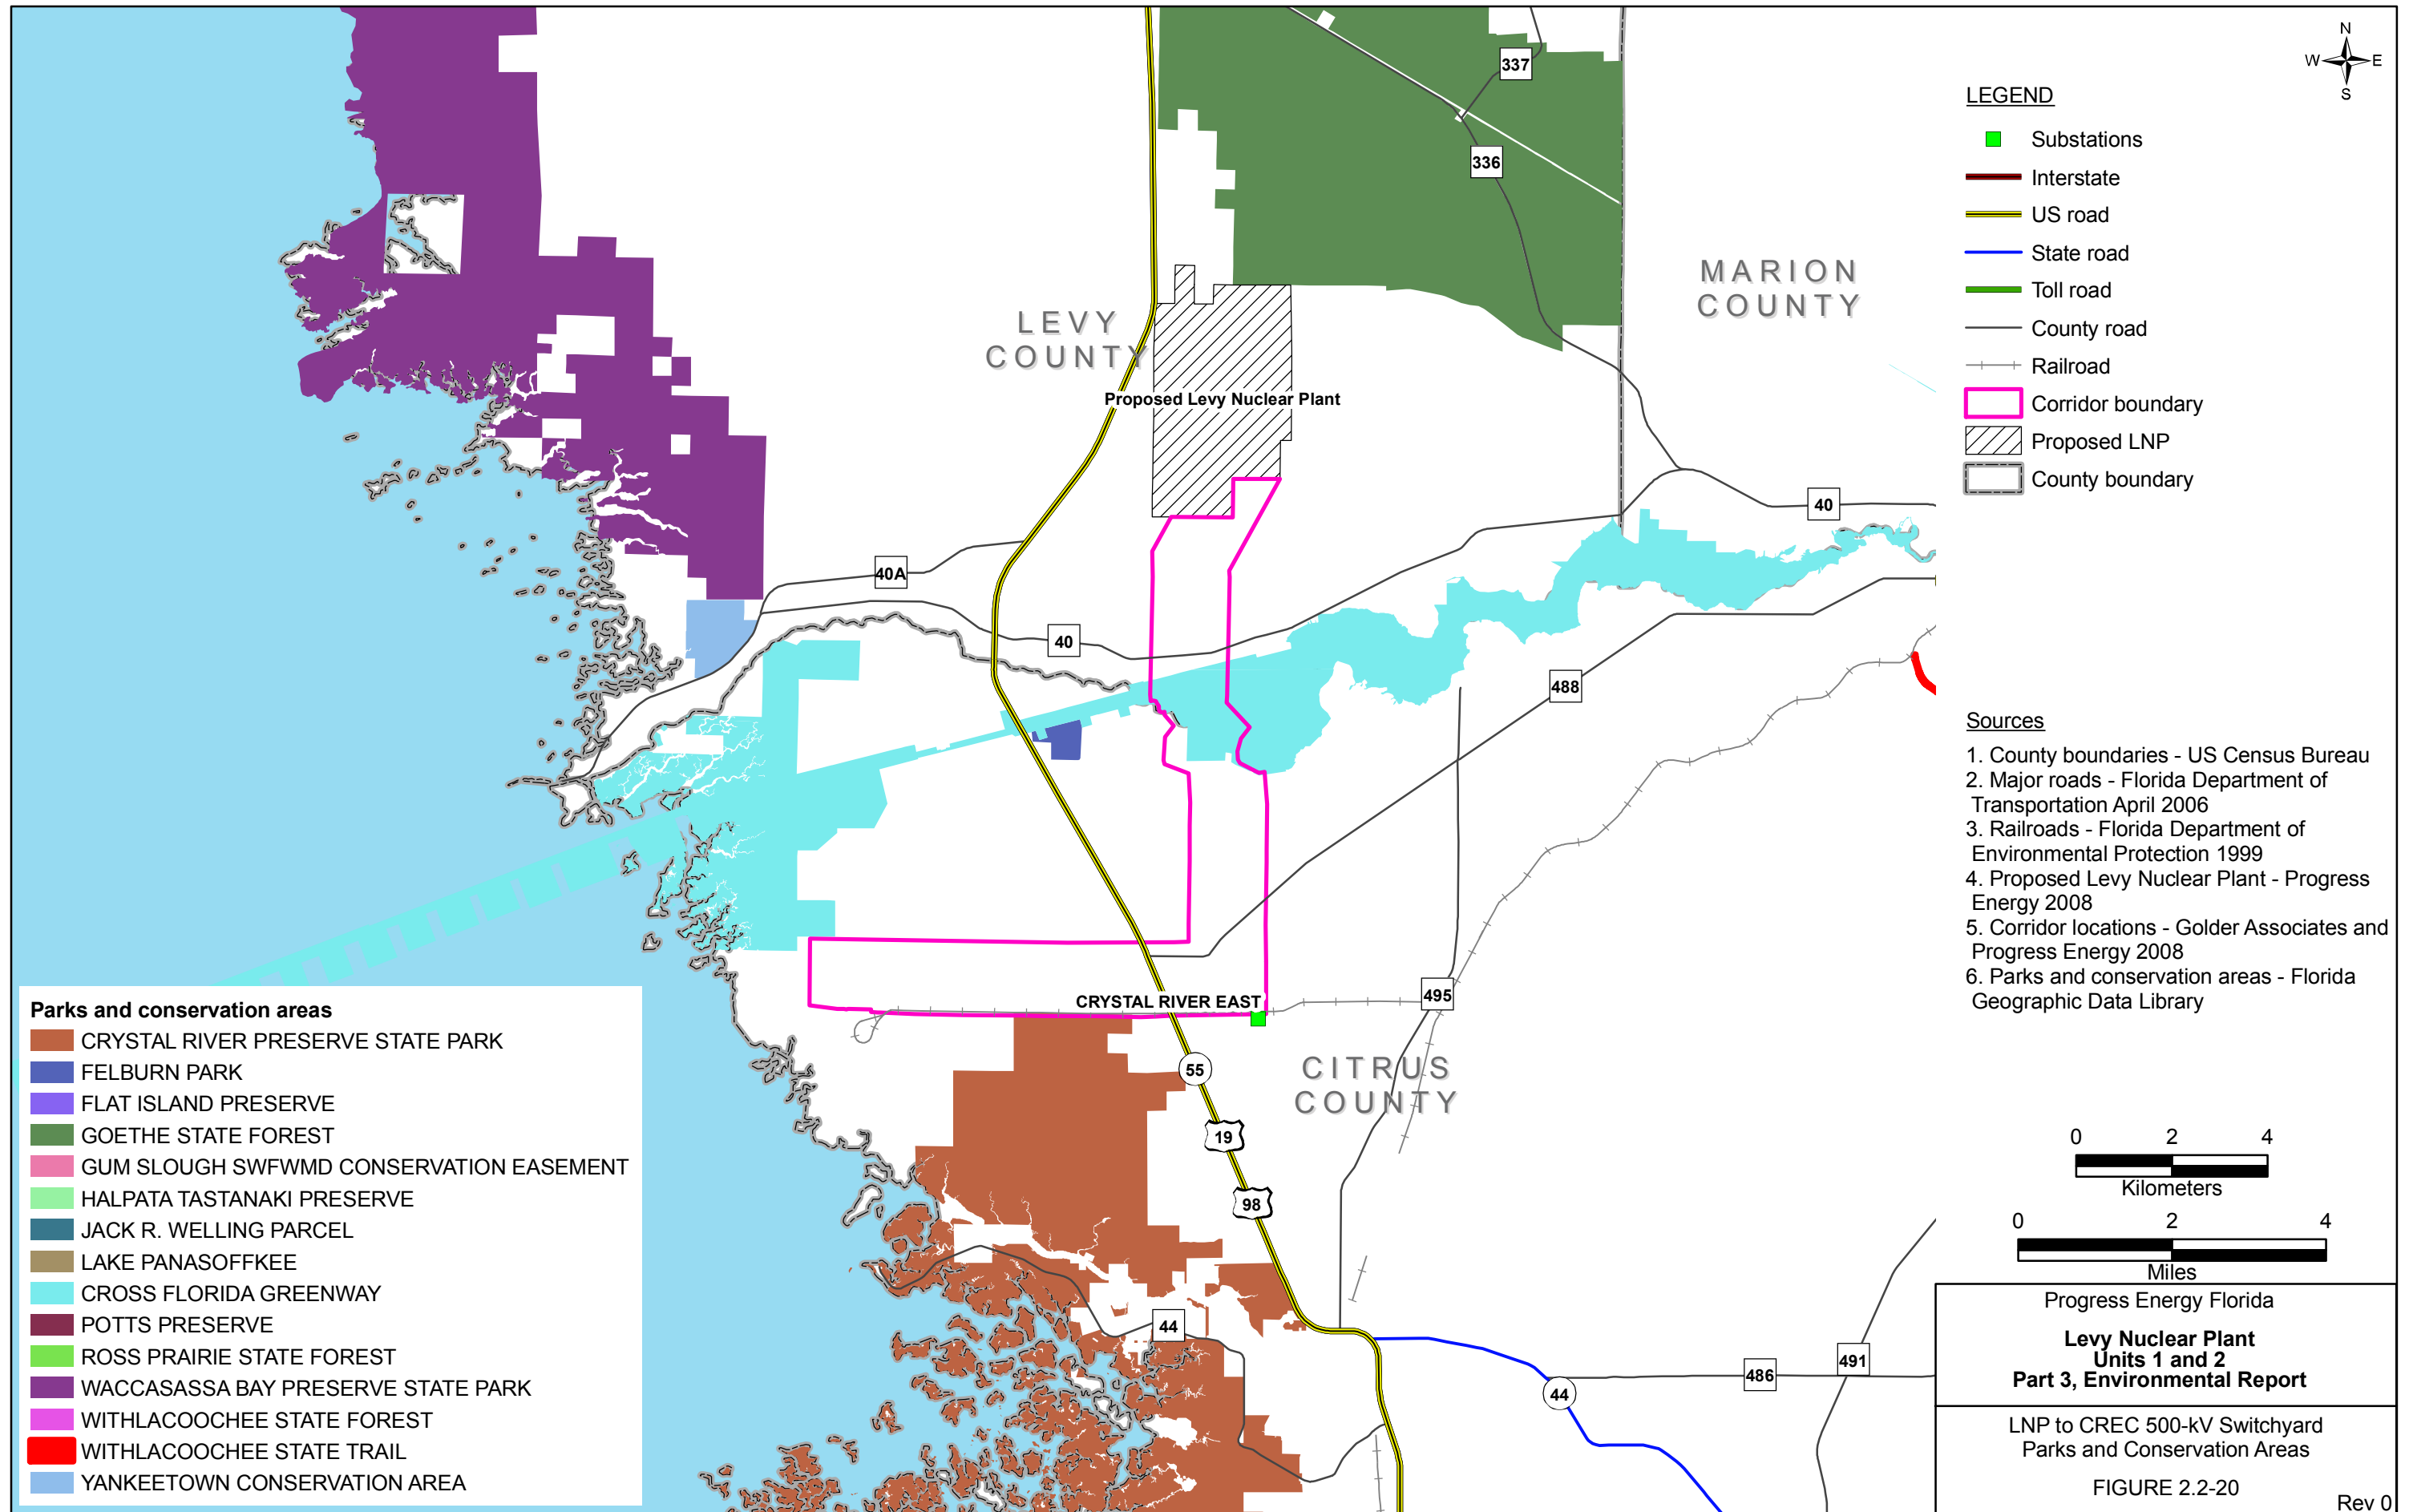 337
336
N
W E
S
LEGEND
Substations
Interstate
US road
State road
Toll road
County road
Railroad
Corridor boundary
Proposed LNP
County boundary
MARION
COUNTY
LEVY
COUNTY
Proposed Levy Nuclear Plant
40
40A
40
488
Sources
1. County boundaries - US Census Bureau
2. Major roads - Florida Department of
Transportation April 2006
3. Railroads - Florida Department of
Environmental Protection 1999
4. Proposed Levy Nuclear Plant - Progress
Energy 2008
5. Corridor locations - Golder Associates and
Progress Energy 2008
6. Parks and conservation areas - Florida
Geographic Data Library
CRYSTAL RIVER EAST
495
55
CITRUS
COUNTY
19
98
44
44
486
491
Parks and conservation areas
CRYSTAL RIVER PRESERVE STATE PARK
FELBURN PARK
FLAT ISLAND PRESERVE
GOETHE STATE FOREST
GUM SLOUGH SWFWMD CONSERVATION EASEMENT
HALPATA TASTANAKI PRESERVE
JACK R. WELLING PARCEL
LAKE PANASOFFKEE
CROSS FLORIDA GREENWAY
POTTS PRESERVE
ROSS PRAIRIE STATE FOREST
WACCASASSA BAY PRESERVE STATE PARK
WITHLACOOCHEE STATE FOREST
WITHLACOOCHEE STATE TRAIL
YANKEETOWN CONSERVATION AREA
0 2 4
Kilometers
0 2 4
Miles
Progress Energy Florida
Levy Nuclear Plant
Units 1 and 2
Part 3, Environmental Report
LNP to CREC 500-kV Switchyard
Parks and Conservation Areas
FIGURE 2.2-20
Rev 0